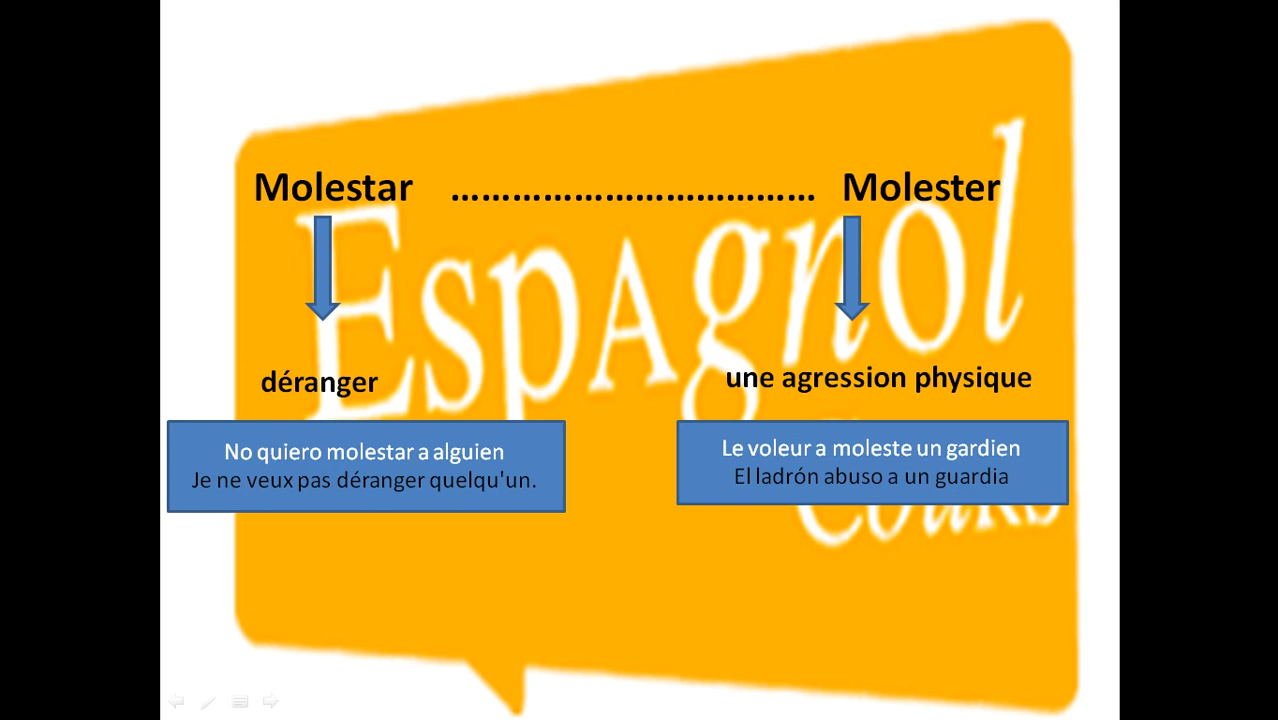 Molestar ………………………………… Molester
Espagnol
déranger
une agression physique
No quiero molestar a alguien
Je ne veux pas déranger quelqu'un.
Le voleur a moleste un gardien
El ladrón abuso a un guardia
Cours